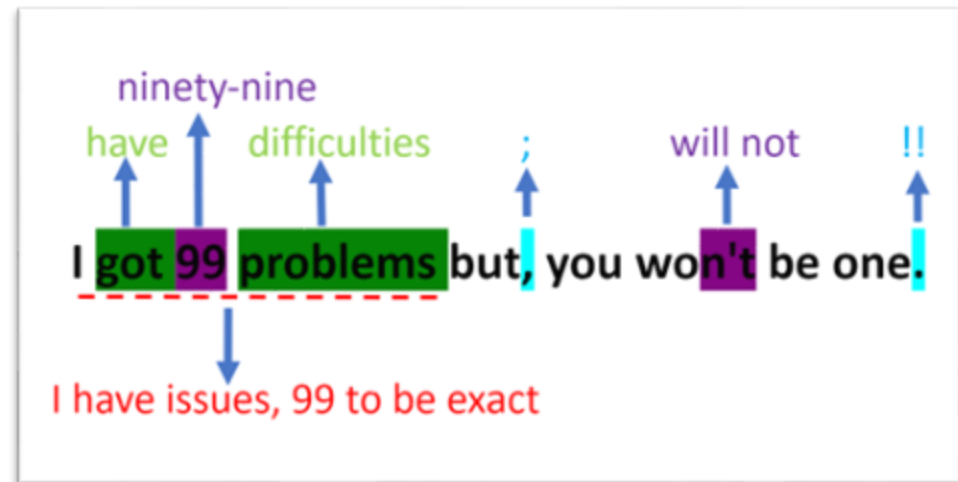 ninety-nine
have difficulties ; will not !!
I got 99 problems but, you won't be one.
I have issues, 99 to be exact